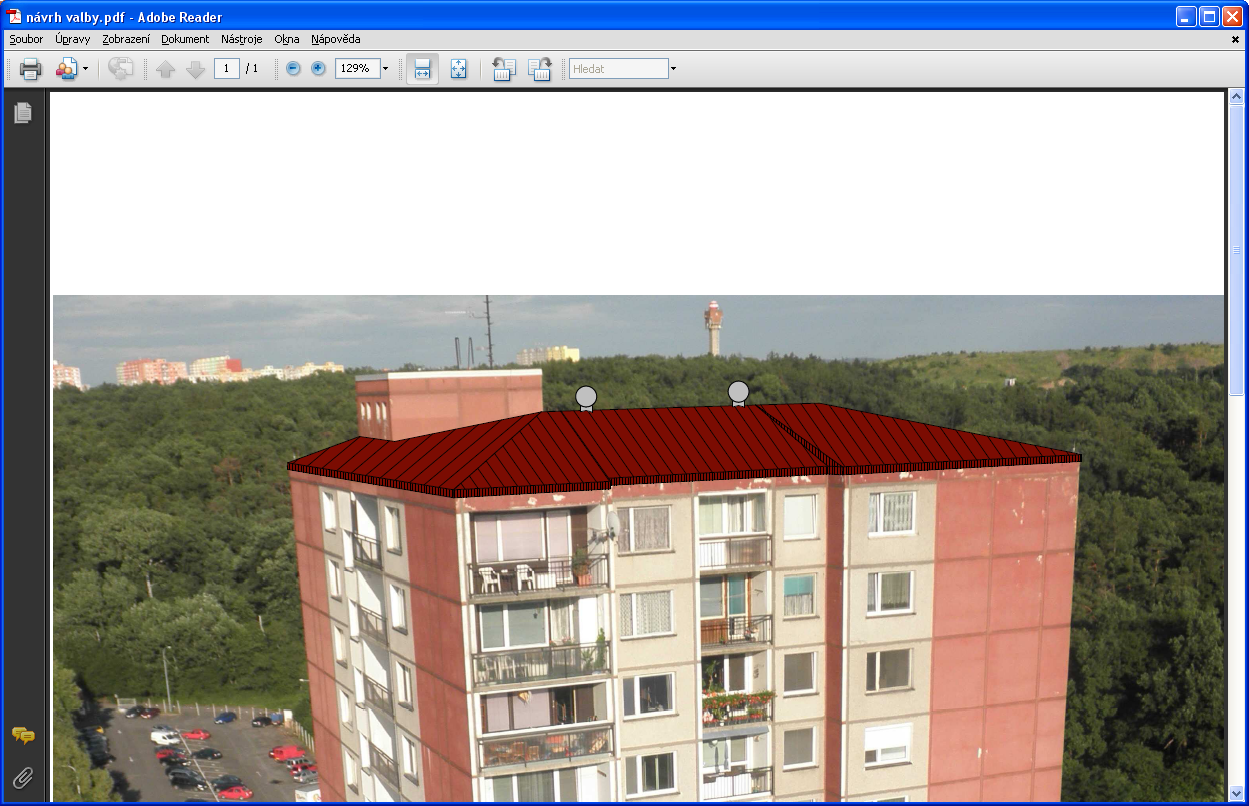 návrh valby.pdf - Adobe Reader
Soubor Úpravy Zobrazení Dokument Nástroje Okna Nápověda
1 / 1 129% Hledat